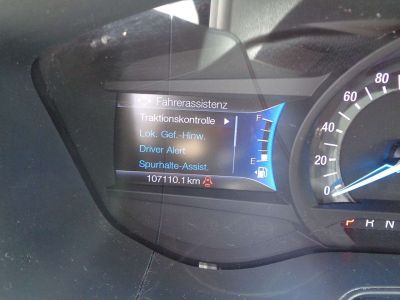 Fahrerassistenz
Traktionskontrolle
Lok. Gef.-Hinw.
Driver Alert
Spurhalte-Assist.
107110.1 km
F
E
80
60
40
20
0
P R N